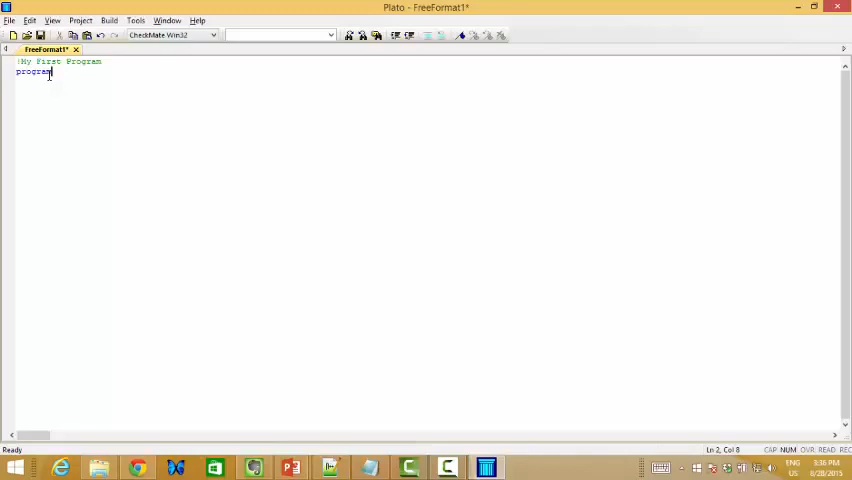 Plato - FreeFormat1*
File Edit View Project Build Tools Window Help
CheckMate Win32
FreeFormat1*
!My First Program
program
Ready
Ln 2, Col 8
CAP NUM OVR READ REC
ENG
US
3:36 PM
8/28/2015